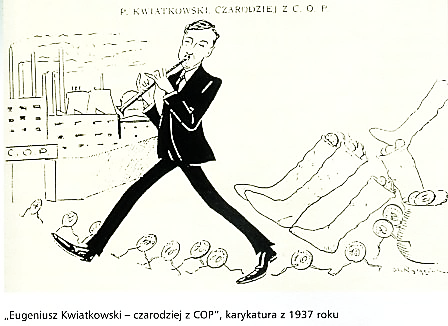 P. KWIATKOWSKI, CZARODZIEJ Z C. O. P.
C. O. P
„Eugeniusz Kwiatkowski – czarodziej z COP”, karykatura z 1937 roku